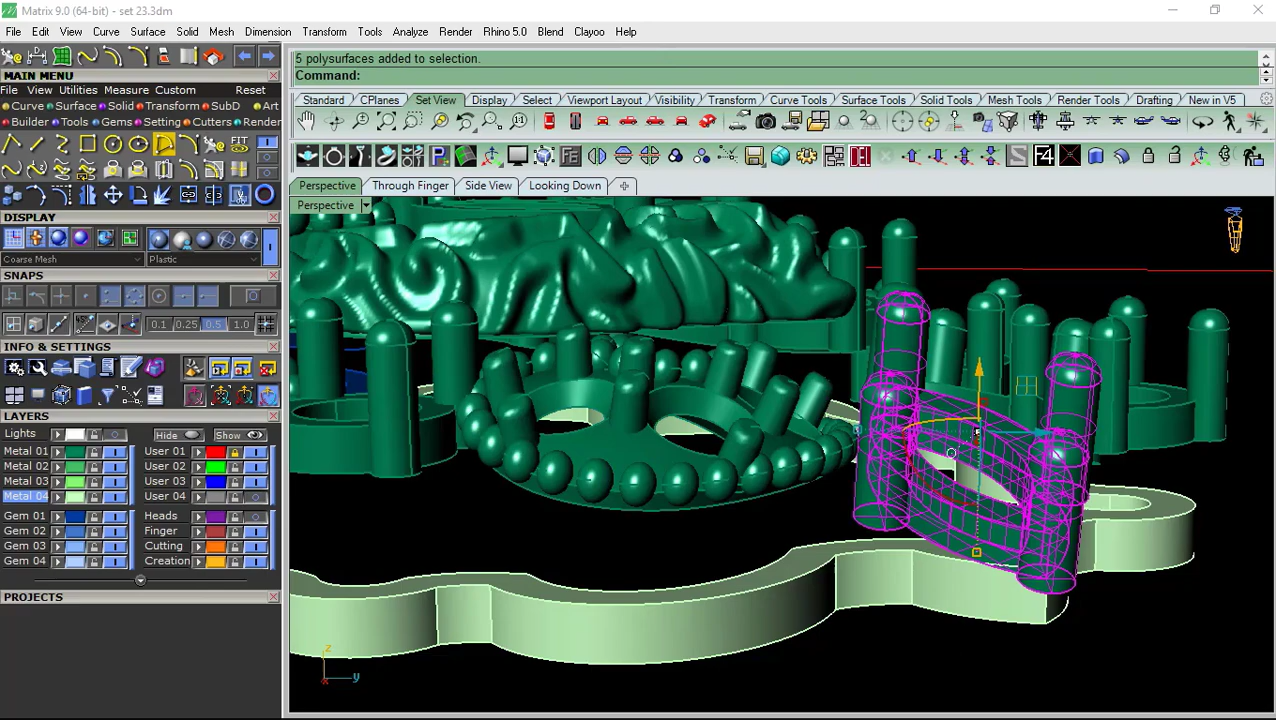 Matrix 9.0 (64-bit) - set 23.3dm
File Edit View Curve Surface Solid Mesh Dimension Transform Tools Analyze Render Rhino 5.0 Blend Clayoo Help
5 polysurfaces added to selection.
Command:
MAIN MENU
File View Utilities Measure Custom Reset
Curve Surface Solid Transform SubD Art
Builder Tools Gems Setting Cutters Render
Standard CPlanes Set View Display Select Viewport Layout Visibility Transform Curve Tools Surface Tools Solid Tools Mesh Tools Render Tools Drafting New in V5
Perspective Through Finger Side View Looking Down
Perspective
DISPLAY
Coarse Mesh Plastic
SNAPS
0.1 0.25 0.5 1.0
INFO & SETTINGS
LAYERS
Lights Hide Show
Metal 01 User 01
Metal 02 User 02
Metal 03 User 03
Metal 04 User 04
Gem 01 Heads
Gem 02 Finger
Gem 03 Cutting
Gem 04 Creation
PROJECTS
z
x y